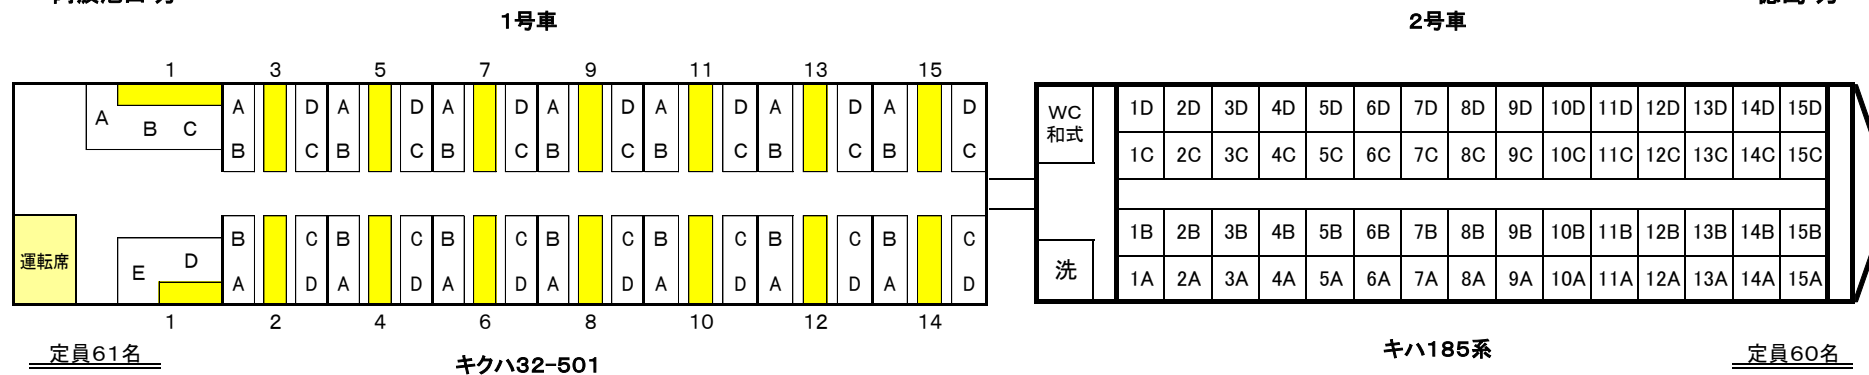 1号車
2号車
1 3 5 7 9 11 13 15
A B C A D A D A D A D A D A D A D
B C B C B C B C B C B C B C
WC
和式
1D 2D 3D 4D 5D 6D 7D 8D 9D 10D 11D 12D 13D 14D 15D
1C 2C 3C 4C 5C 6C 7C 8C 9C 10C 11C 12C 13C 14C 15C
運転席
E D B C B C B C B C B C B C B C
A D A D A D A D A D A D A D
洗
1B 2B 3B 4B 5B 6B 7B 8B 9B 10B 11B 12B 13B 14B 15B
1A 2A 3A 4A 5A 6A 7A 8A 9A 10A 11A 12A 13A 14A 15A
1 2 4 6 8 10 12 14
定員61名
キクハ32-501
キハ185系
定員60名